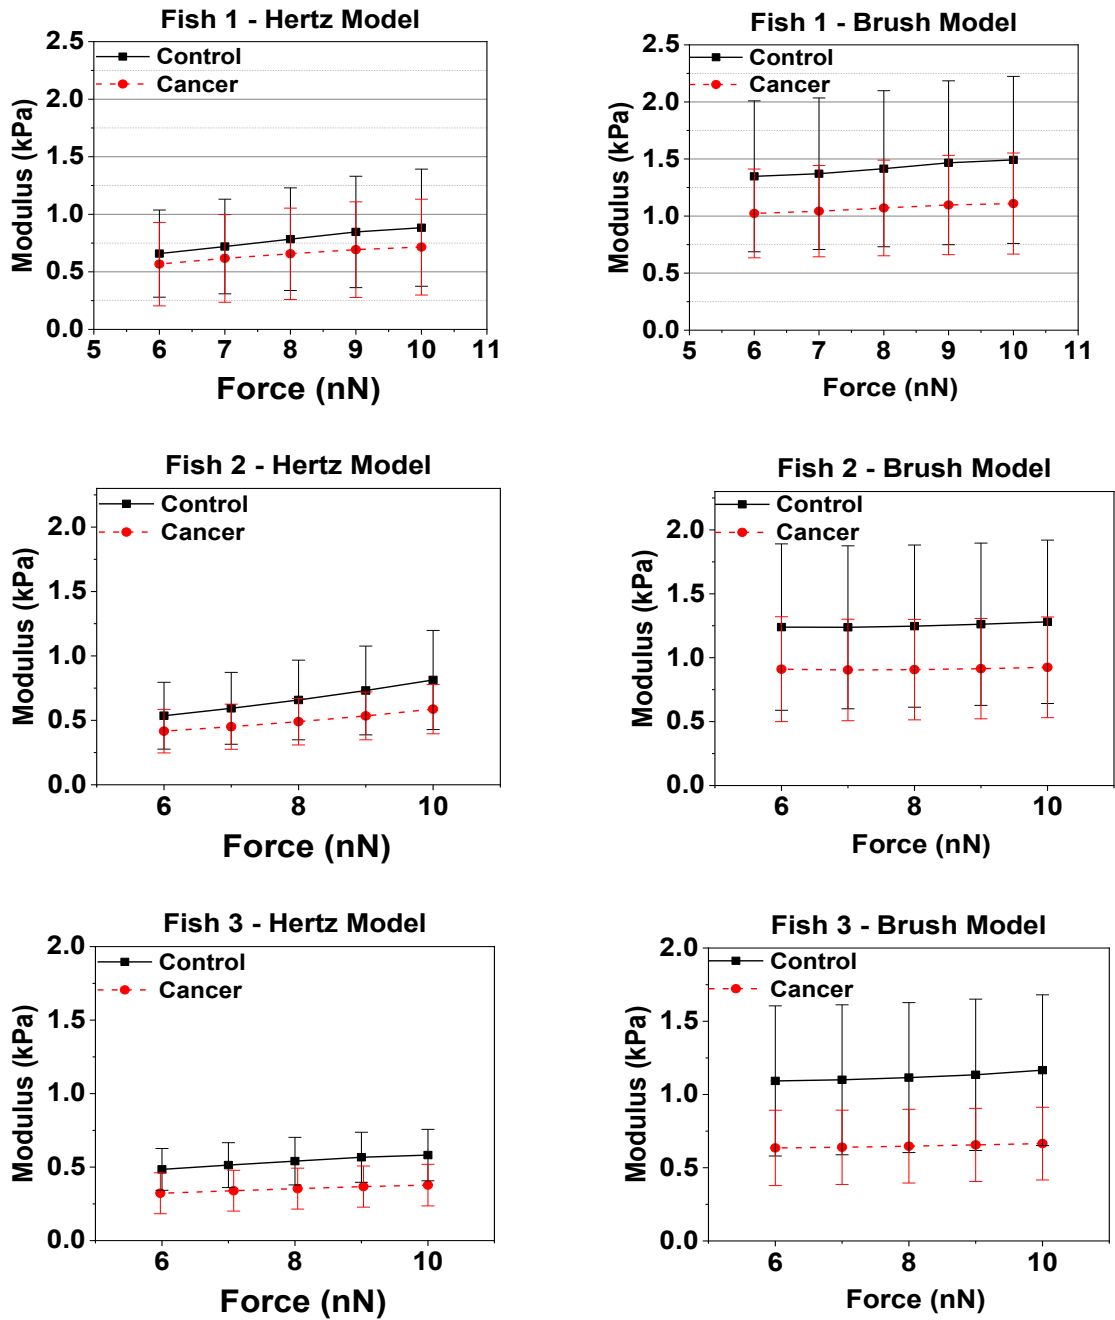 Fish 1 - Hertz Model
2.5
2.0
1.5
1.0
0.5
0.0
Modulus (kPa)
Control
Cancer
5 6 7 8 9 10 11
Force (nN)
Fish 1 - Brush Model
2.5
2.0
1.5
1.0
0.5
0.0
Modulus (kPa)
Control
Cancer
5 6 7 8 9 10 11
Force (nN)
Fish 2 - Hertz Model
2.0
1.5
1.0
0.5
0.0
Modulus (kPa)
Control
Cancer
6 8 10
Force (nN)
Fish 2 - Brush Model
2.0
1.5
1.0
0.5
0.0
Modulus (kPa)
Control
Cancer
6 8 10
Force (nN)
Fish 3 - Hertz Model
2.0
1.5
1.0
0.5
0.0
Modulus (kPa)
Control
Cancer
6 8 10
Force (nN)
Fish 3 - Brush Model
2.0
1.5
1.0
0.5
0.0
Modulus (kPa)
Control
Cancer
6 8 10
Force (nN)